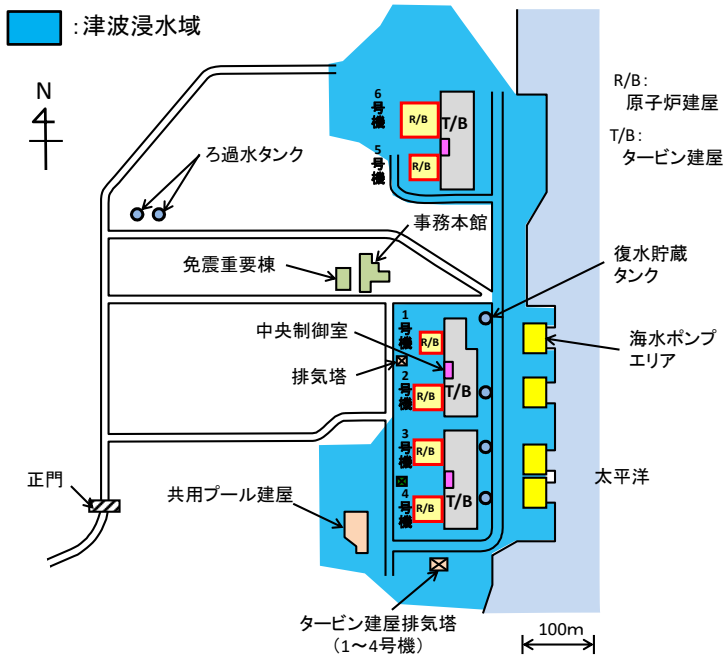 ：津波浸水域
N
R/B：
原子炉建屋
T/B：
タービン建屋
6号機
R/B
T/B
5号機
R/B
ろ過水タンク
事務本館
免震重要棟
復水貯蔵
タンク
1号機
R/B
中央制御室
海水ポンプ
エリア
排気塔
2号機
R/B
T/B
3号機
R/B
太平洋
正門
共用プール建屋
4号機
R/B
T/B
タービン建屋排気塔
（1～4号機）
100m